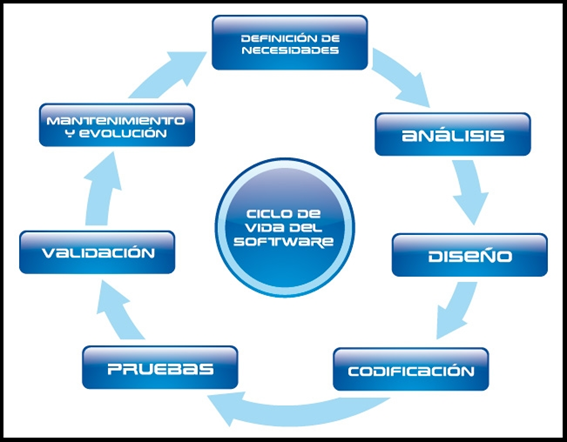 DEFINICIÓN DE
NECESIDADES
ANÁLISIS
DISEÑO
CODIFICACIÓN
PRUEBAS
VALIDACIÓN
MANTENIMIENTO
Y EVOLUCIÓN
CICLO DE
VIDA DEL
SOFTWARE